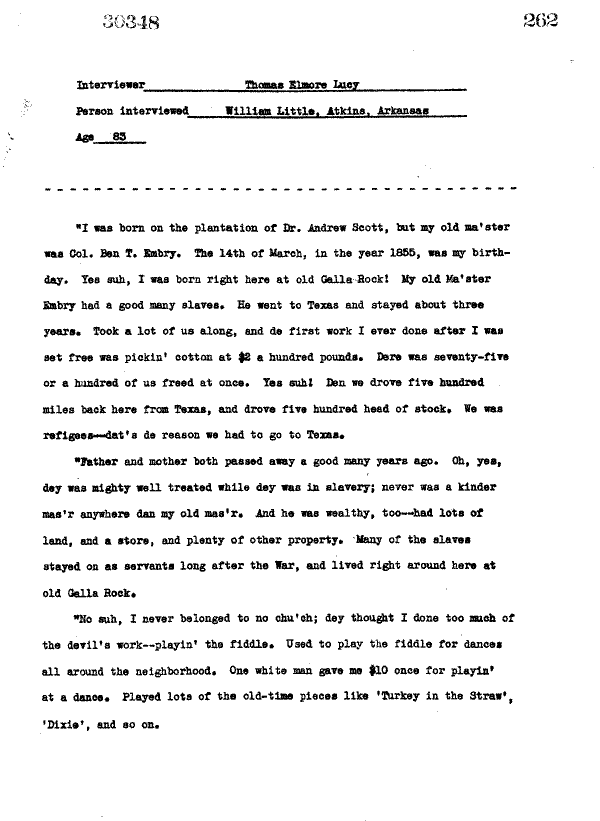 30348
262
Interviewer Thomas Elmore Lucy
Person interviewed William Little, Atkins, Arkansas
Age 83
"I was born on the plantation of Dr. Andrew Scott, but my old ma'ster
was Col. Ben T. Embry. The 14th of March, in the year 1855, was my birth-
day. Yes suh, I was born right here at old Galla Rock! My old Ma'ster
Embry had a good many slaves. He went to Texas and stayed about three
years. Took a lot of us along, and de first work I ever done after I was
set free was pickin' cotton at $2 a hundred pounds. Dere was seventy-five
or a hundred of us freed at once. Yes suh! Den we drove five hundred
miles back here from Texas, and drove five hundred head of stock. We was
refigees--dat's de reason we had to go to Texas.
"Father and mother both passed away a good many years ago. Oh, yes,
dey was mighty well treated while dey was in slavery; never was a kinder
mas'r anywhere dan my old mas'r. And he was wealthy, too--had lots of
land, and a store, and plenty of other property. Many of the slaves
stayed on as servants long after the War, and lived right around here at
old Galla Rock.
"No suh, I never belonged to no chu'ch; dey thought I done too much of
the devil's work--playin' the fiddle. Used to play the fiddle for dances
all around the neighborhood. One white man gave me $10 once for playin'
at a dance. Played lots of the old-time pieces like 'Turkey in the Straw',
'Dixie', and so on.